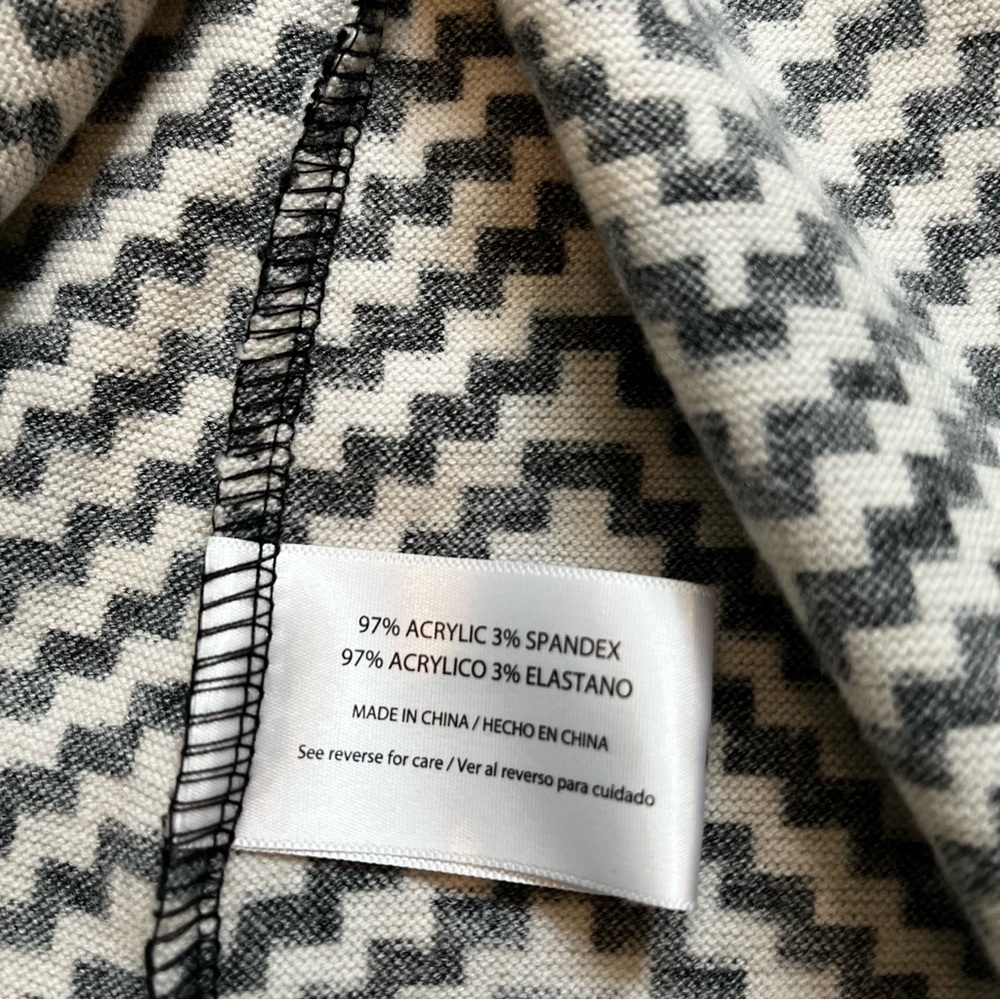 97% ACRYLIC 3% SPANDEX
97% ACRYLICO 3% ELASTANO
MADE IN CHINA / HECHO EN CHINA
See reverse for care / Ver al reverso para cuidado